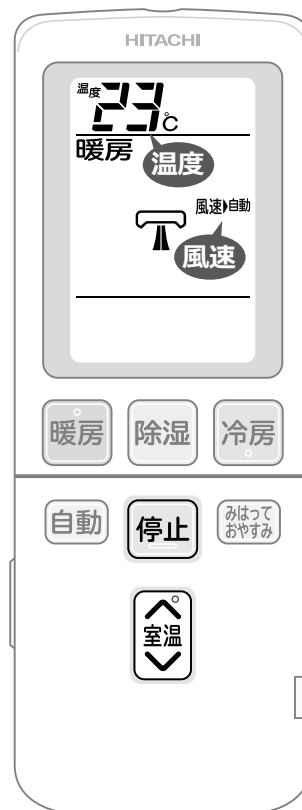 HITACHI
温度 23℃
暖房
温度
風速▶自動
風速
暖房 除湿 冷房
自動 停止 みはって
おやすみ
室温